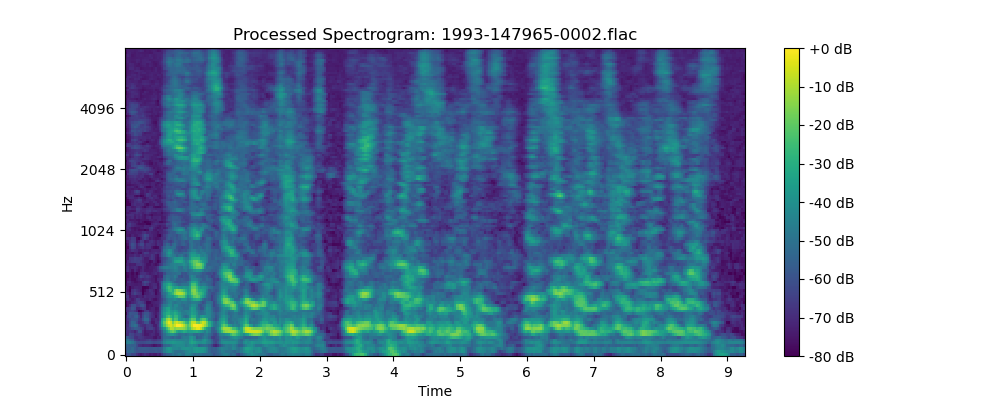 Processed Spectrogram: 1993-147965-0002.flac
Hz
4096
2048
1024
512
0
0 1 2 3 4 5 6 7 8 9
Time
+0 dB
-10 dB
-20 dB
-30 dB
-40 dB
-50 dB
-60 dB
-70 dB
-80 dB